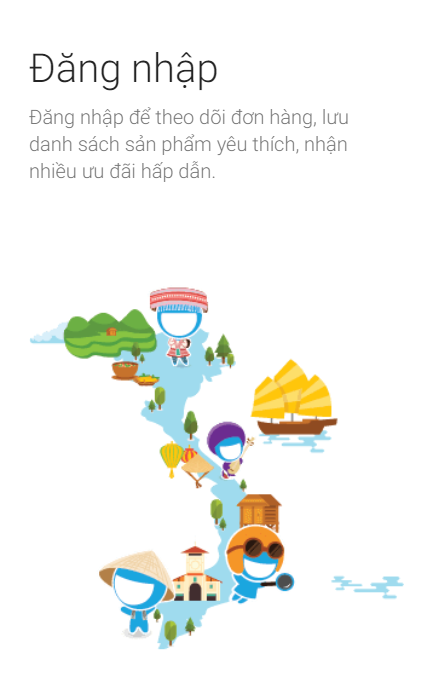 Đăng nhập
Đăng nhập để theo dõi đơn hàng, lưu
danh sách sản phẩm yêu thích, nhận
nhiều ưu đãi hấp dẫn.